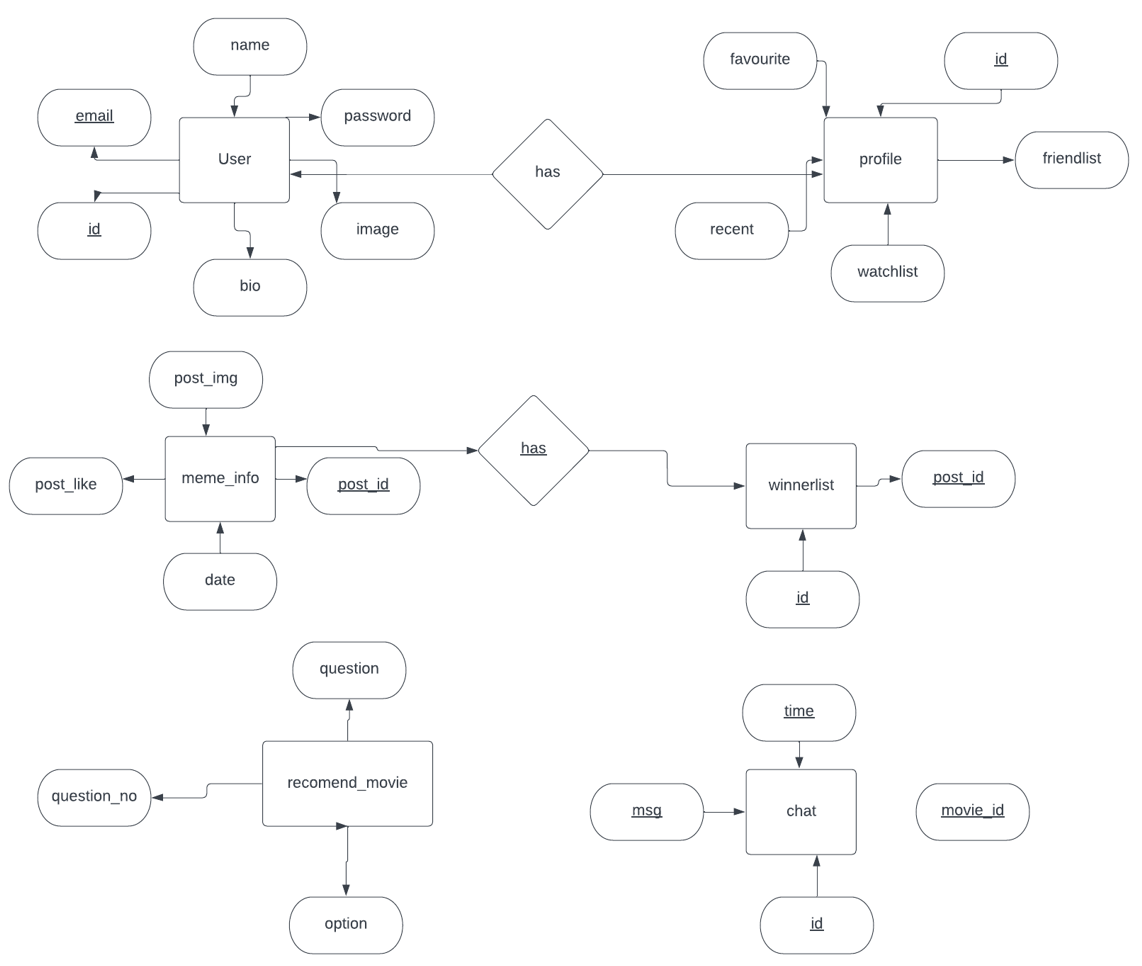 name
favourite
id
email
password
User
has
profile
friendlist
id
image
recent
bio
watchlist
post_img
has
post_like
meme_info
post_id
winnerlist
post_id
date
id
question
time
recomend_movie
question_no
msg
chat
movie_id
option
id